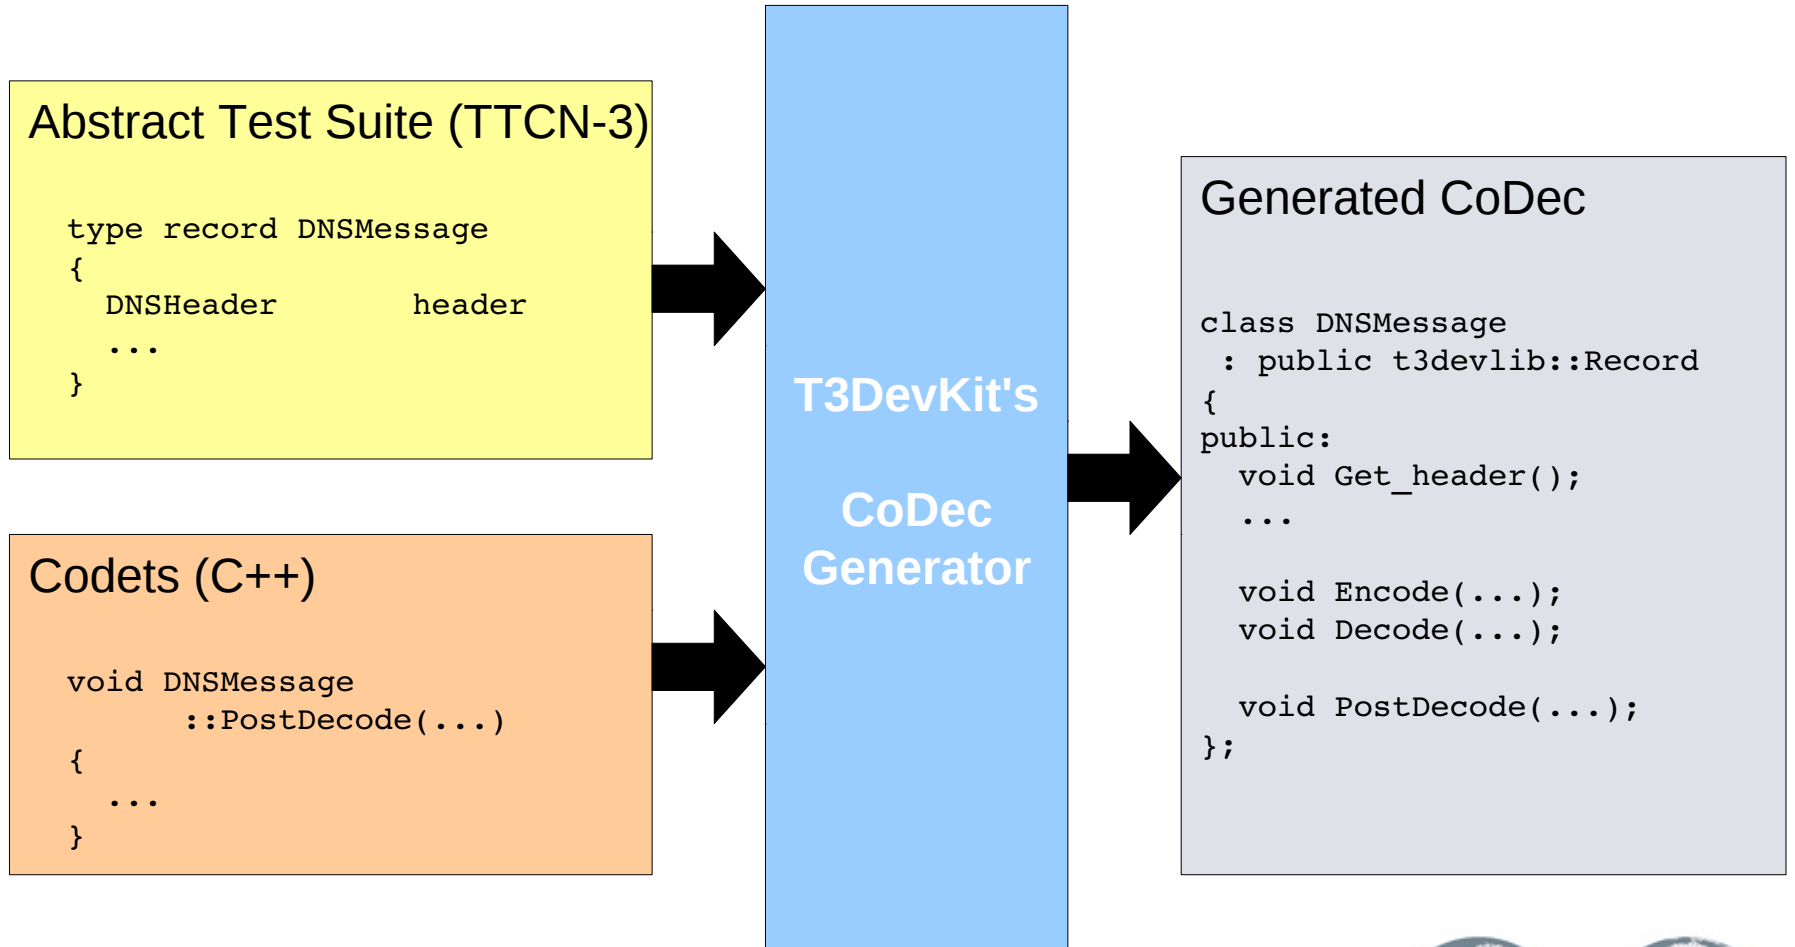 Abstract Test Suite (TTCN-3)
type record DNSMessage
{
  DNSHeader       header
  ...
}
Codets (C++)
void DNSMessage
      ::PostDecode(...)
{
  ...
}
T3DevKit's
CoDec
Generator
Generated CoDec
class DNSMessage
 : public t3devlib::Record
{
public:
  void Get_header();
  ...
  void Encode(...);
  void Decode(...);
  void PostDecode(...);
};